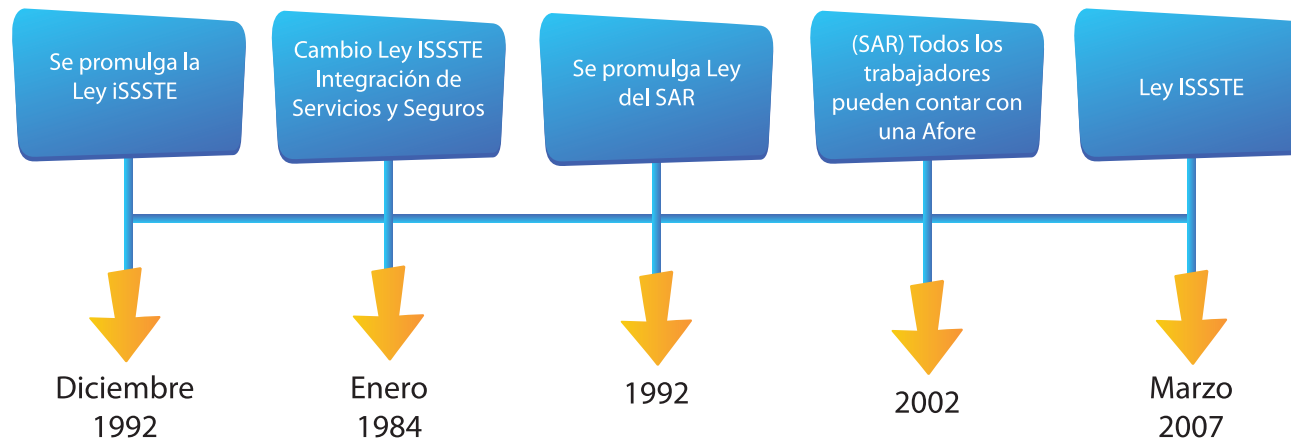 Se promulga la
Ley iSSSTE
Cambio Ley ISSSTE
Integración de
Servicios y Seguros
Se promulga Ley
del SAR
(SAR) Todos los
trabajadores
pueden contar con
una Afore
Ley ISSSTE
Diciembre
1992
Enero
1984
1992
2002
Marzo
2007